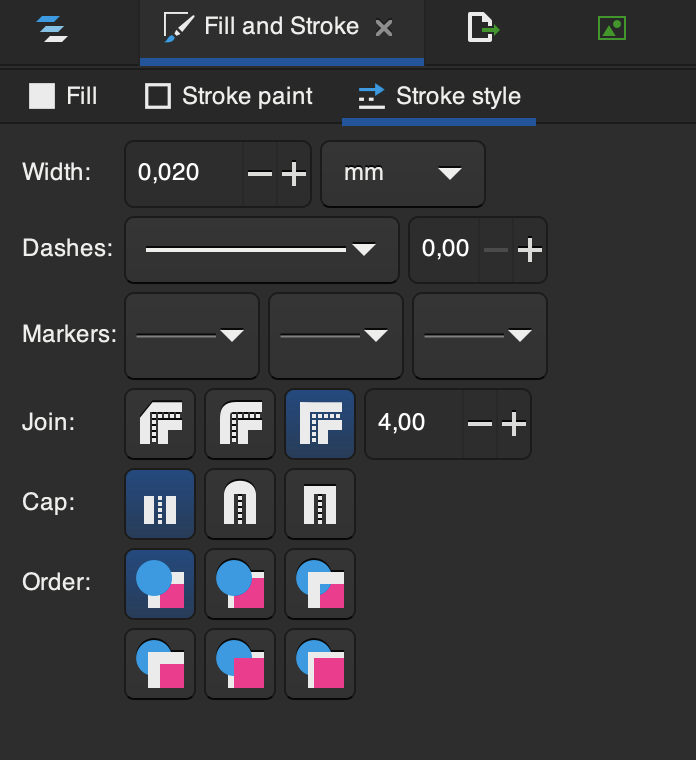 Fill and Stroke
Fill Stroke paint Stroke style
Width: 0,020 mm
Dashes: 0,00
Markers:
Join: 4,00
Cap:
Order: